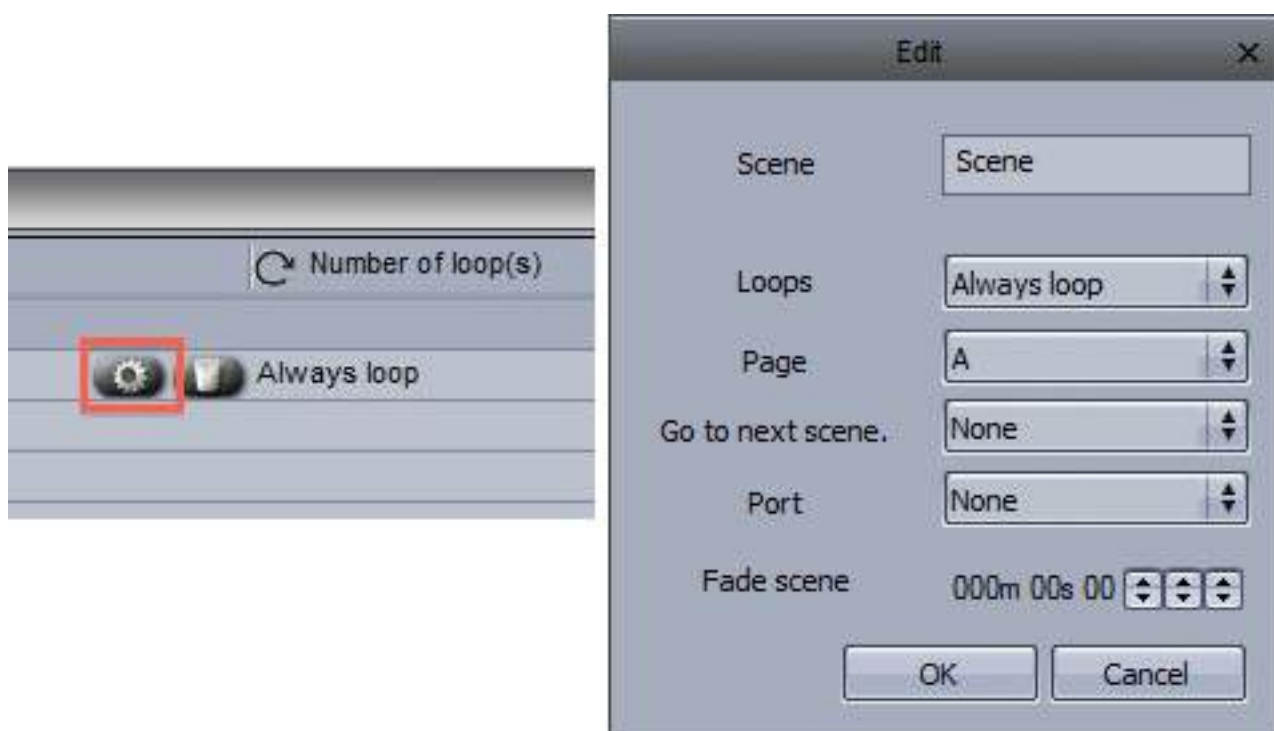 Number of loop(s)
Always loop
Edit
Scene Scene
Loops Always loop
Page A
Go to next scene. None
Port None
Fade scene 000m 00s 00
OK Cancel